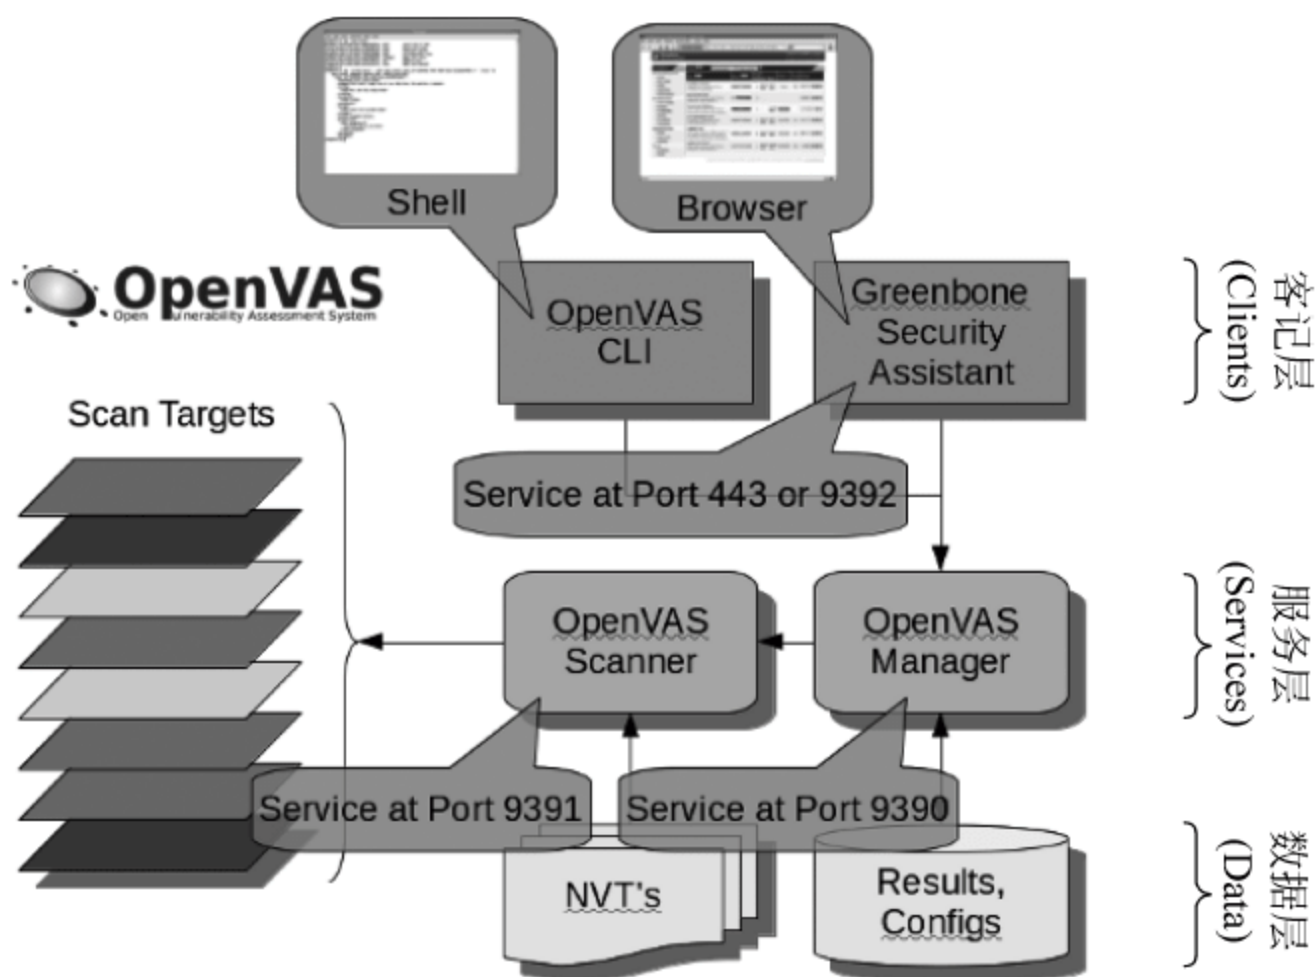 Shell
Browser
OpenVAS
Open Vulnerability Assessment System
OpenVAS
CLI
Greenbone
Security
Assistant
客记层
(Clients)
Scan Targets
Service at Port 443 or 9392
OpenVAS
Scanner
OpenVAS
Manager
服务层
(Services)
Service at Port 9391
Service at Port 9390
NVT's
Results,
Configs
数据层
(Data)